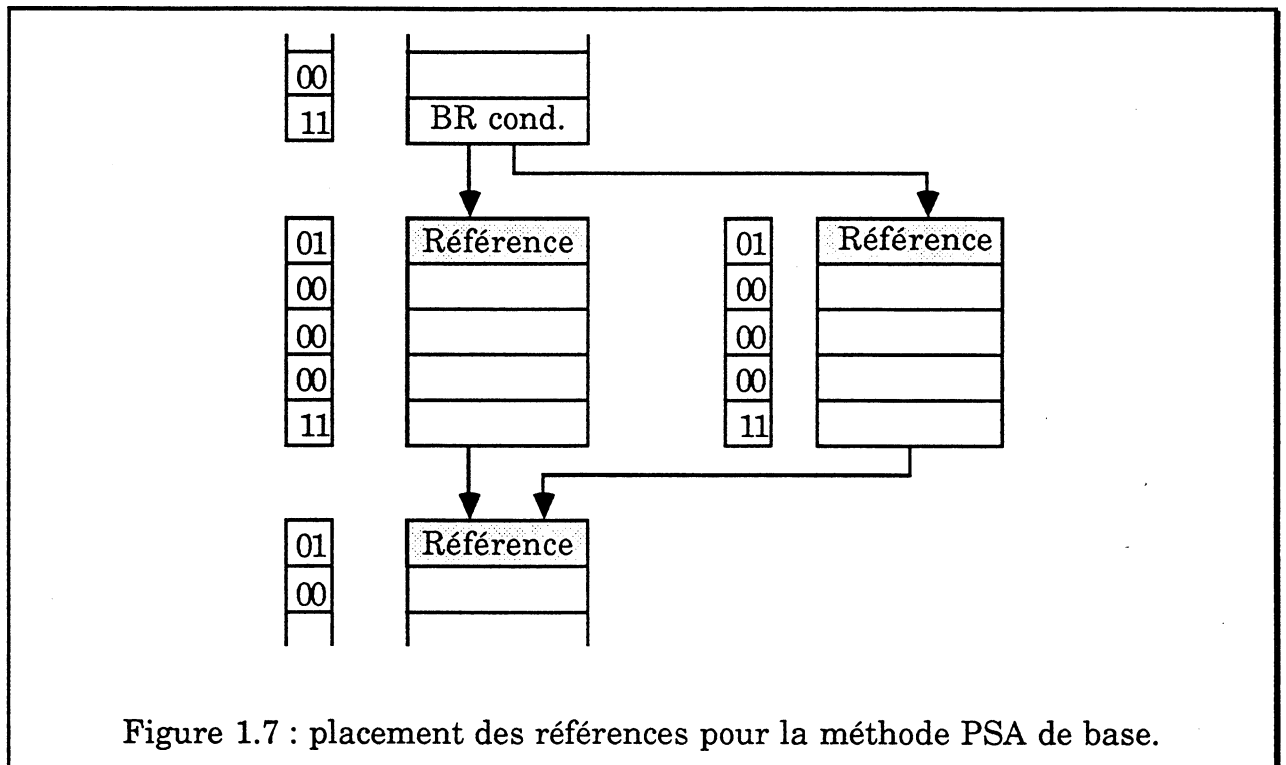 00
11 BR cond.
01 Référence 01 Référence
00 00
00 00
00 00
11 11
01 Référence
00
Figure 1.7 : placement des références pour la méthode PSA de base.